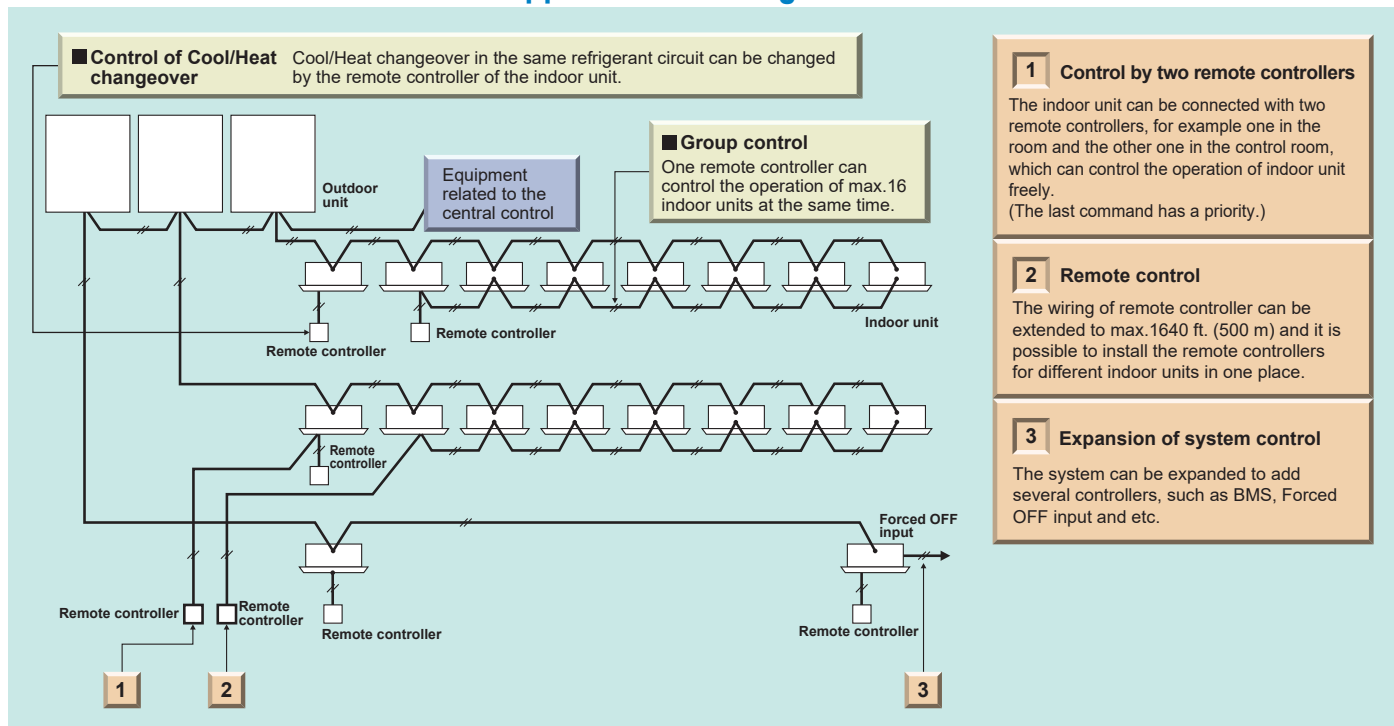 ■ Control of Cool/Heat changeover
Cool/Heat changeover in the same refrigerant circuit can be changed
by the remote controller of the indoor unit.
Outdoor
unit
Equipment
related to the
central control
■ Group control
One remote controller can
control the operation of max.16
indoor units at the same time.
Indoor unit
Remote controller
Remote controller
Remote
controller
Forced OFF
input
Remote controller
Remote
controller
Remote controller
Remote controller
1
2
3
1 Control by two remote controllers
The indoor unit can be connected with two
remote controllers, for example one in the
room and the other one in the control room,
which can control the operation of indoor unit
freely.
(The last command has a priority.)
2 Remote control
The wiring of remote controller can be
extended to max.1640 ft. (500 m) and it is
possible to install the remote controllers
for different indoor units in one place.
3 Expansion of system control
The system can be expanded to add
several controllers, such as BMS, Forced
OFF input and etc.